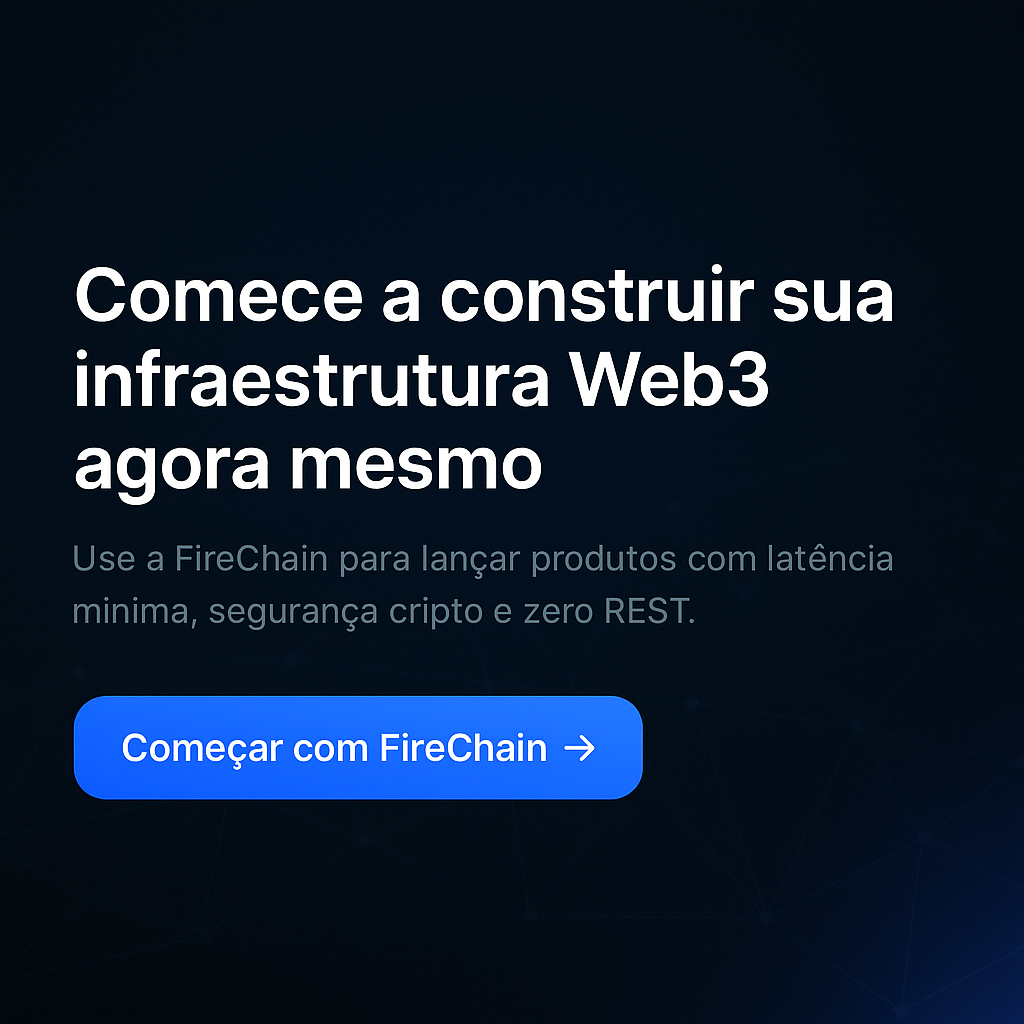 Comece a construir sua
infraestrutura Web3
agora mesmo
Use a FireChain para lançar produtos com latência
minima, segurança cripto e zero REST.
Começar com FireChain →